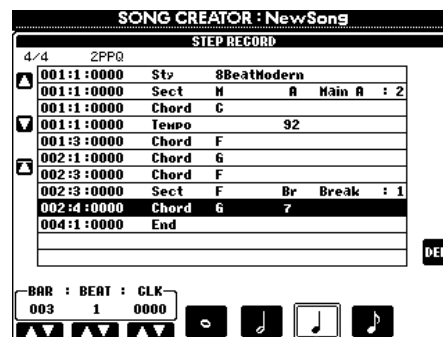 SONG CREATOR : NewSong
STEP RECORD
4/4 2PPQ
001:1:0000 Sty 8BeatModern
001:1:0000 Sect M A Main A : 2
001:1:0000 Chord C
001:1:0000 Tempo 92
001:3:0000 Chord F
002:1:0000 Chord G
002:3:0000 Chord F
002:3:0000 Sect F Br Break : 1
002:4:0000 Chord G 7
004:1:0000 End
DEL
BAR : BEAT : CLK
003 1 0000